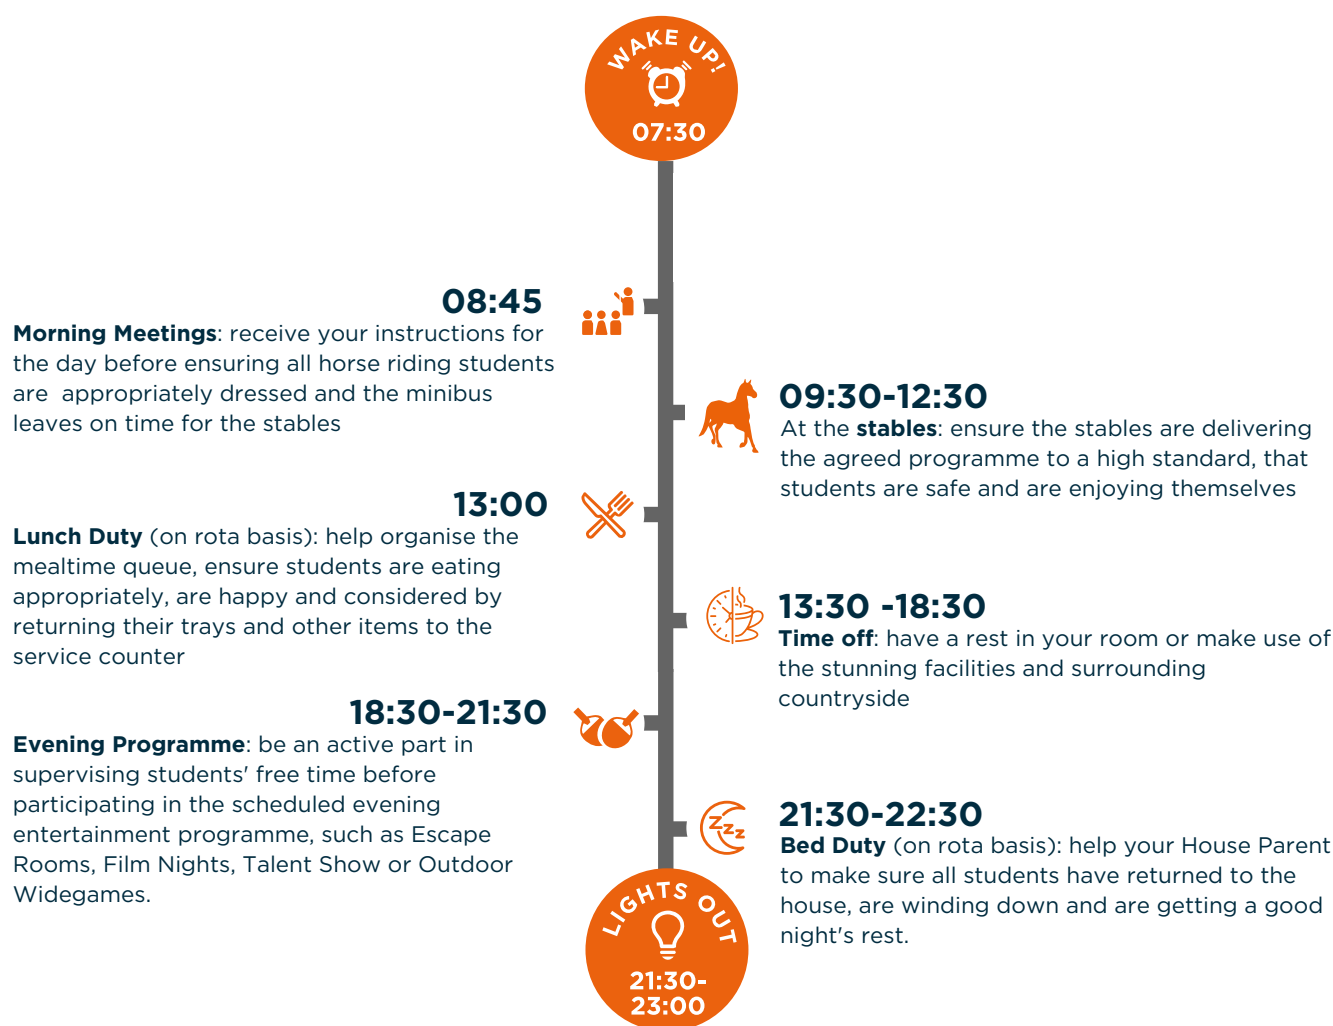 WAKE UP!
07:30
08:45
Morning Meetings: receive your instructions for
the day before ensuring all horse riding students
are  appropriately dressed and the minibus
leaves on time for the stables
09:30-12:30
At the stables: ensure the stables are delivering
the agreed programme to a high standard, that
students are safe and are enjoying themselves
13:00
Lunch Duty (on rota basis): help organise the
mealtime queue, ensure students are eating
appropriately, are happy and considered by
returning their trays and other items to the
service counter
13:30 -18:30
Time off: have a rest in your room or make use of
the stunning facilities and surrounding
countryside
18:30-21:30
Evening Programme: be an active part in
supervising students' free time before
participating in the scheduled evening
entertainment programme, such as Escape
Rooms, Film Nights, Talent Show or Outdoor
Widegames.
zzz
21:30-22:30
Bed Duty (on rota basis): help your House Parent
to make sure all students have returned to the
house, are winding down and are getting a good
night's rest.
LIGHTS OUT
21:30-
23:00